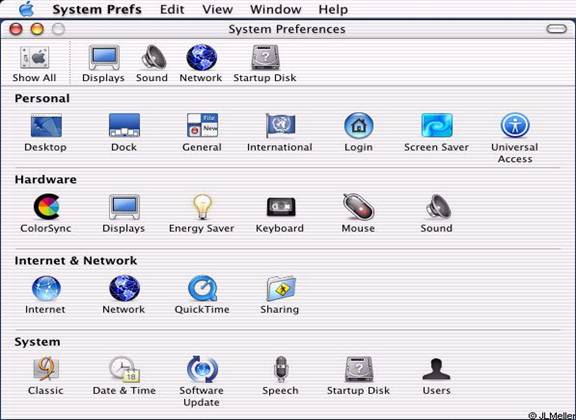 System Prefs Edit View Window Help
System Preferences
Show All Displays Sound Network Startup Disk
Personal
File
New
Desktop Dock General International Login Screen Saver Universal
Access
Hardware
ColorSync Displays Energy Saver Keyboard Mouse Sound
Internet & Network
Internet Network QuickTime Sharing
System
9
18
Classic Date & Time Software Speech Startup Disk Users
Update
© JLMeller